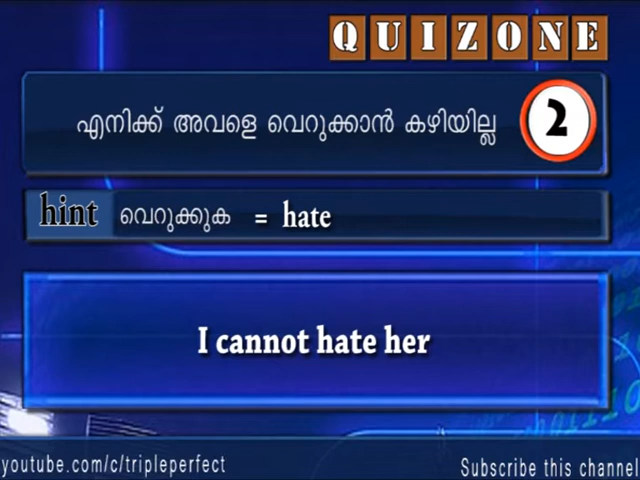 QUIZONE
എനിക്ക് അവളെ വെറുക്കാൻ കഴിയില്ല 2
hint വെറുക്കുക = hate
I cannot hate her
youtube.com/c/tripleperfect Subscribe this channel